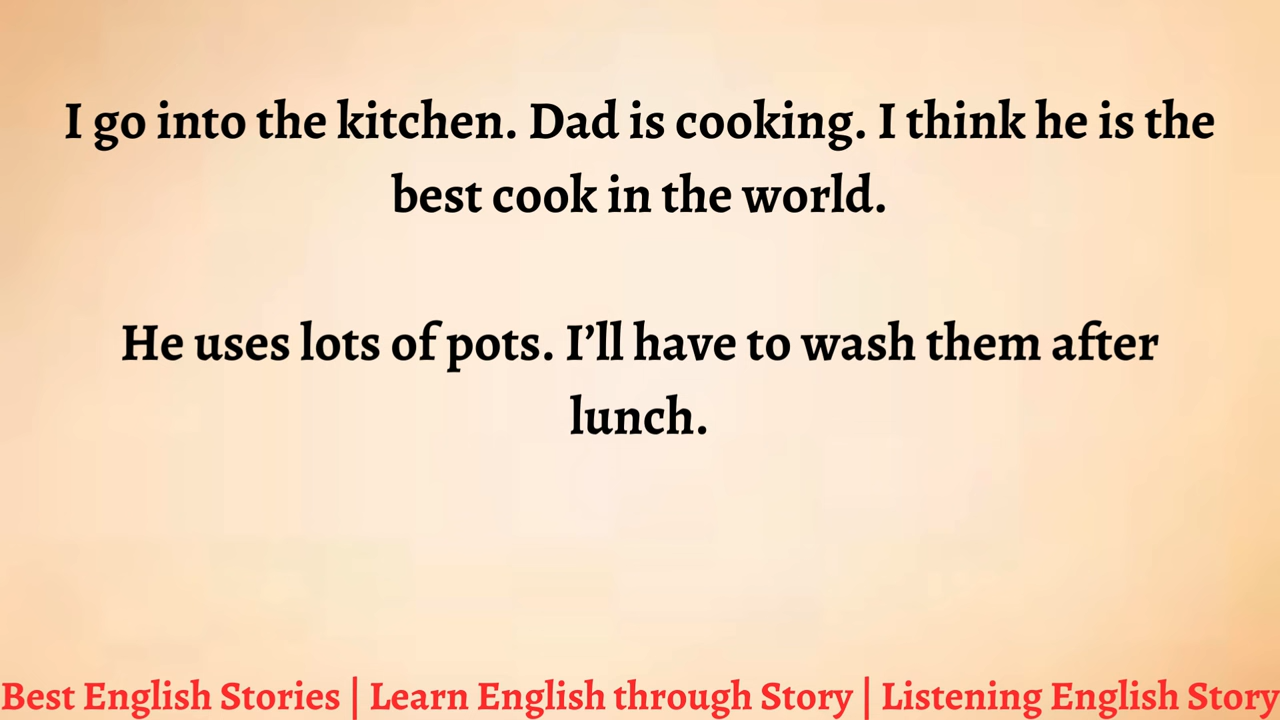 I go into the kitchen. Dad is cooking. I think he is the
best cook in the world.
He uses lots of pots. I’ll have to wash them after
lunch.
Best English Stories | Learn English through Story | Listening English Story